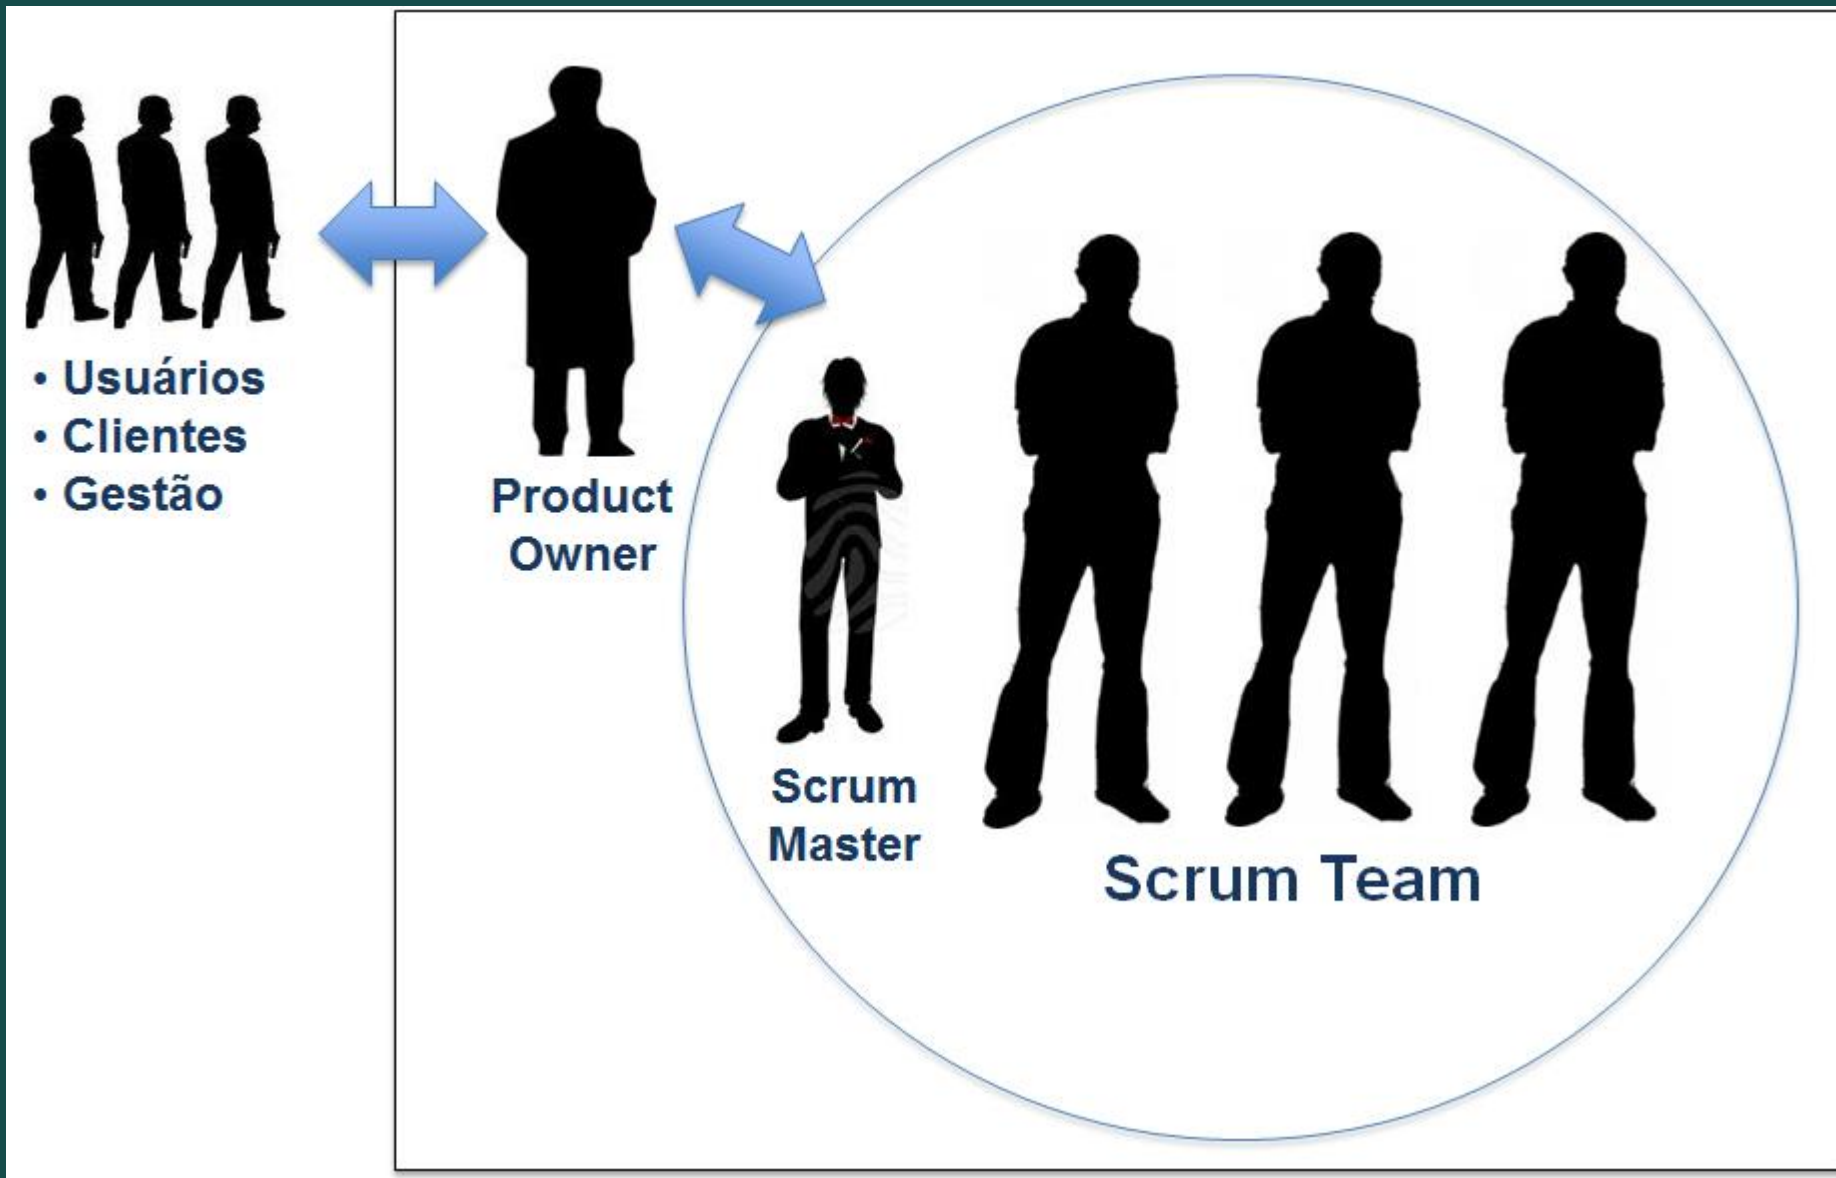 • Usuários
• Clientes
• Gestão
Product
Owner
Scrum
Master
Scrum Team